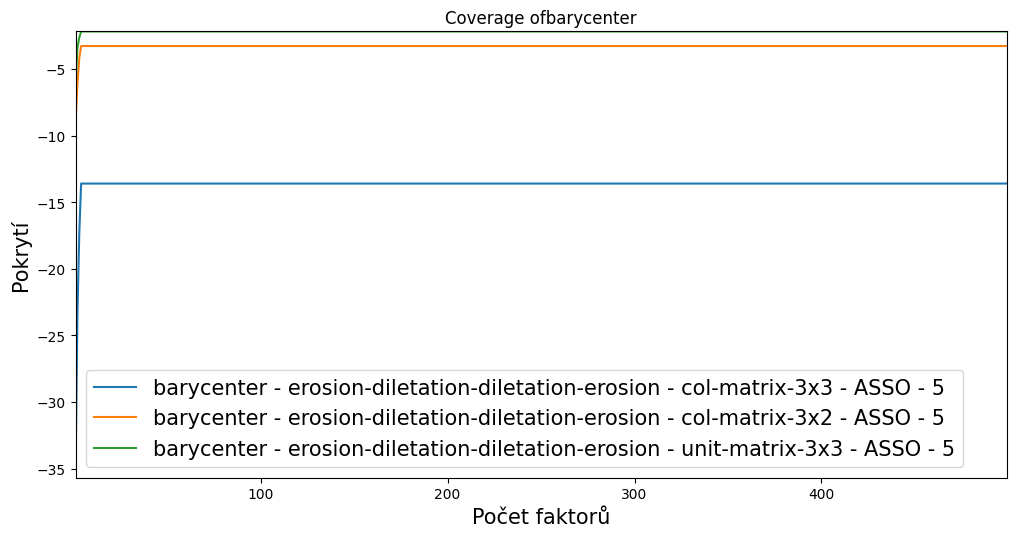 Coverage ofbarycenter
Pokrytí
−5
−10
−15
−20
−25
−30
−35
barycenter - erosion-diletation-diletation-erosion - col-matrix-3x3 - ASSO - 5
barycenter - erosion-diletation-diletation-erosion - col-matrix-3x2 - ASSO - 5
barycenter - erosion-diletation-diletation-erosion - unit-matrix-3x3 - ASSO - 5
100 200 300 400
Počet faktorů